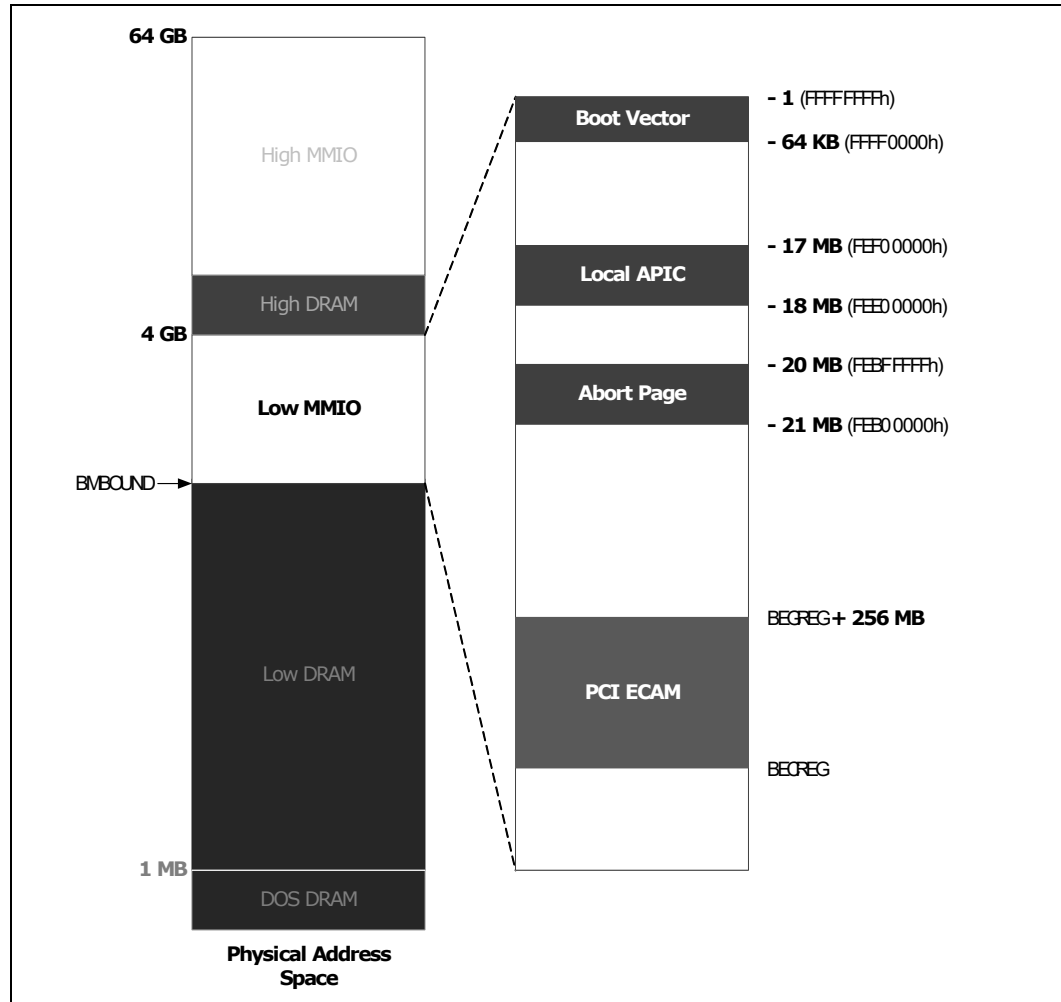 64 GB
High MMIO
High DRAM
4 GB
Low MMIO
BMBOUND
Low DRAM
1 MB
DOS DRAM
Physical Address
Space
Boot Vector
Local APIC
Abort Page
PCI ECAM
- 1 (FFFFFFFFh)
- 64 KB (FFFF0000h)
- 17 MB (FEF00000h)
- 18 MB (FEE00000h)
- 20 MB (FEBFFFFFh)
- 21 MB (FEB00000h)
BECREG + 256 MB
BECREG